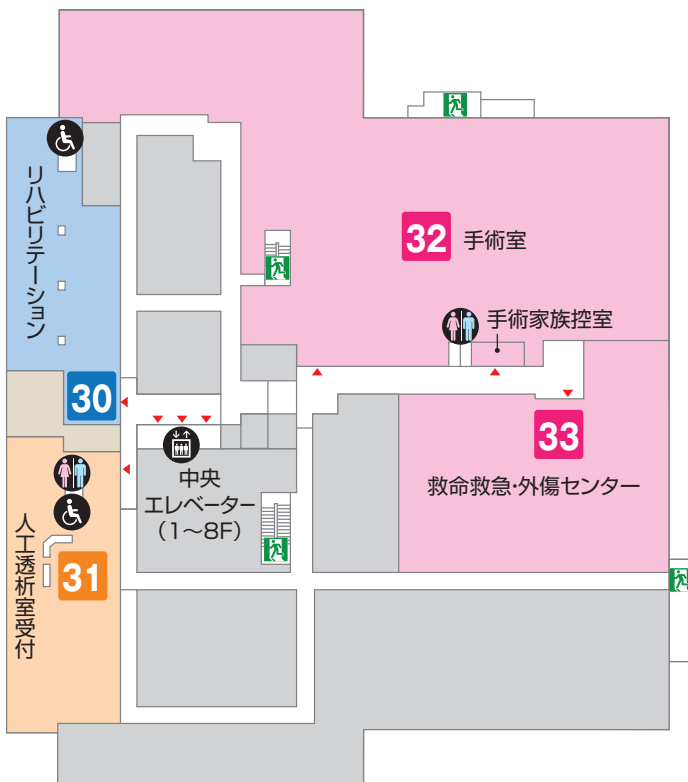 リハビリテーション
32 手術室
手術家族控室
30
33
救命救急・外傷センター
中央
エレベーター
（1～8F）
31
人工透析室受付